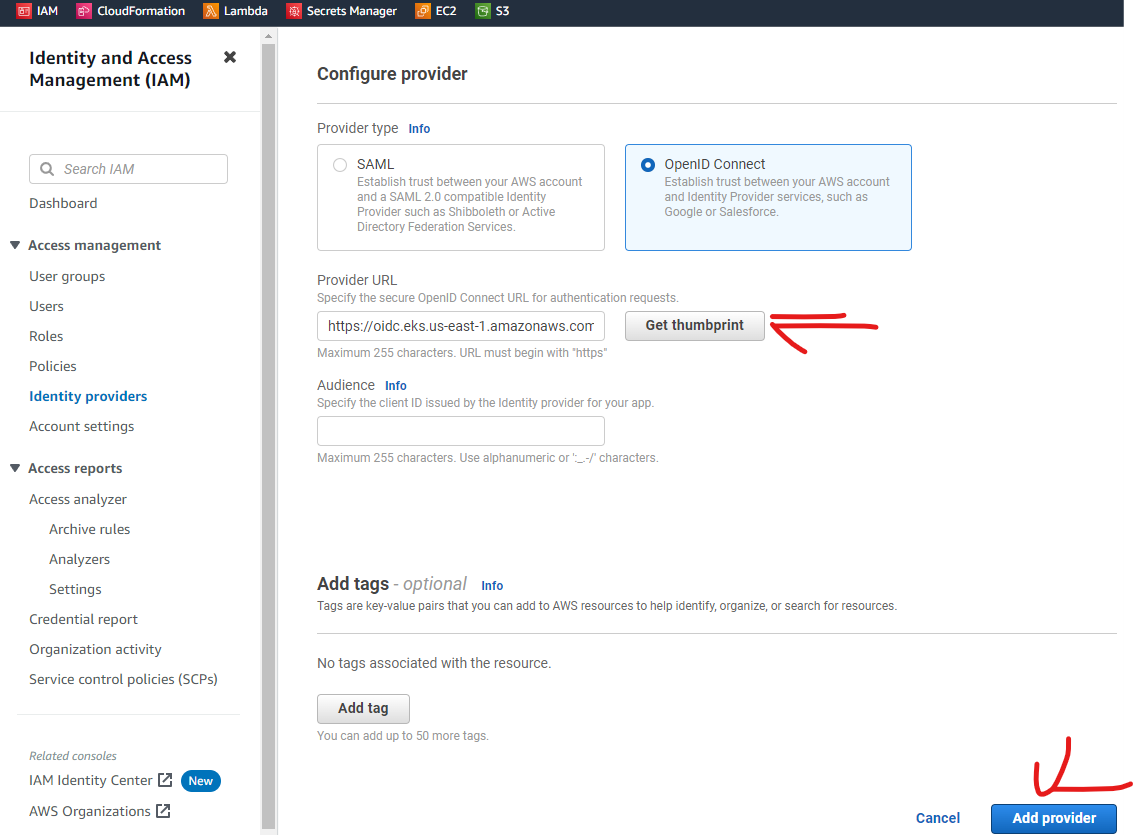 IAM CloudFormation Lambda Secrets Manager EC2 S3
Identity and Access
Management (IAM)
Search IAM
Dashboard
Access management
User groups
Users
Roles
Policies
Identity providers
Account settings
Access reports
Access analyzer
Archive rules
Analyzers
Settings
Credential report
Organization activity
Service control policies (SCPs)
Related consoles
IAM Identity Center New
AWS Organizations
Configure provider
Provider type Info
SAML
Establish trust between your AWS account
and a SAML 2.0 compatible Identity
Provider such as Shibboleth or Active
Directory Federation Services.
OpenID Connect
Establish trust between your AWS account
and Identity Provider services, such as
Google or Salesforce.
Provider URL
Specify the secure OpenID Connect URL for authentication requests.
https://oidc.eks.us-east-1.amazonaws.com
Get thumbprint
Maximum 255 characters. URL must begin with "https"
Audience Info
Specify the client ID issued by the Identity provider for your app.
Maximum 255 characters. Use alphanumeric or ':_.-/' characters.
Add tags - optional Info
Tags are key-value pairs that you can add to AWS resources to help identify, organize, or search for resources.
No tags associated with the resource.
Add tag
You can add up to 50 more tags.
Cancel Add provider